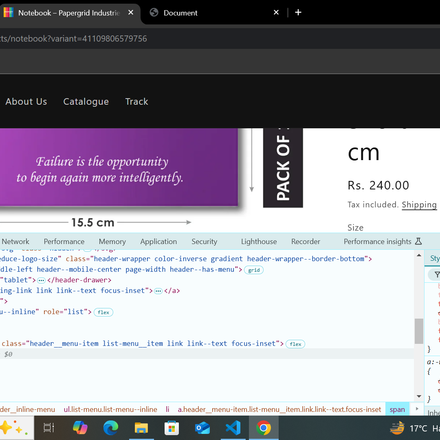 Notebook – Papergrid Industrie
Document
ts/notebook?variant=41109806579756
About Us Catalogue Track
cm
Failure is the opportunity
to begin again more intelligently.
PACK OF
Rs. 240.00
Tax included. Shipping
Size
15.5 cm
Network Performance Memory Application Security Lighthouse Recorder Performance insights
educe-logo-size" class="header-wrapper color-inverse gradient header-wrapper--border-bottom">
dle-left header--mobile-center page-width header--has-menu"> grid
"tablet"> ⋯ </header-drawer>
ing-link link link--text focus-inset"> ⋯ </a>
">
u--inline" role="list"> flex
class="header__menu-item list-menu__item link link--text focus-inset"> flex
$0
der__inline-menu ul.list-menu.list-menu--inline li a.header__menu-item.list-menu__item.link.link--text.focus-inset span
17°C